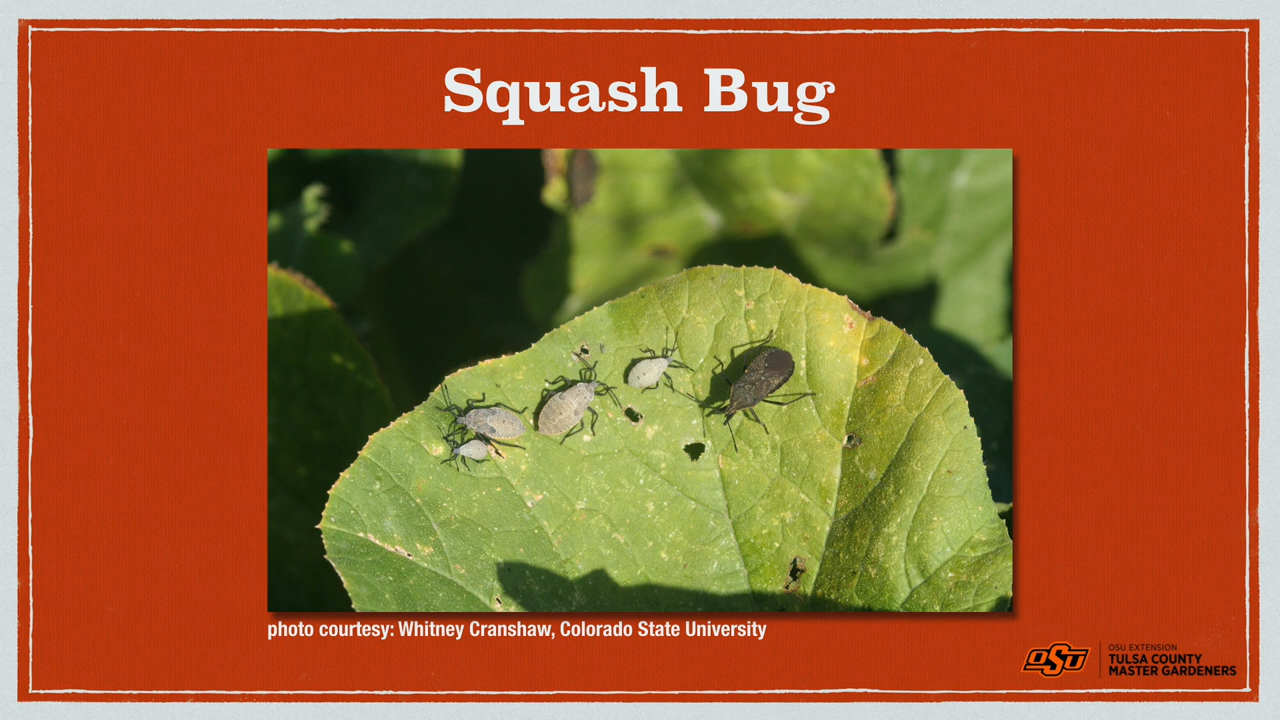 Squash Bug
photo courtesy: Whitney Cranshaw, Colorado State University
OSU
OSU EXTENSION
TULSA COUNTY
MASTER GARDENERS